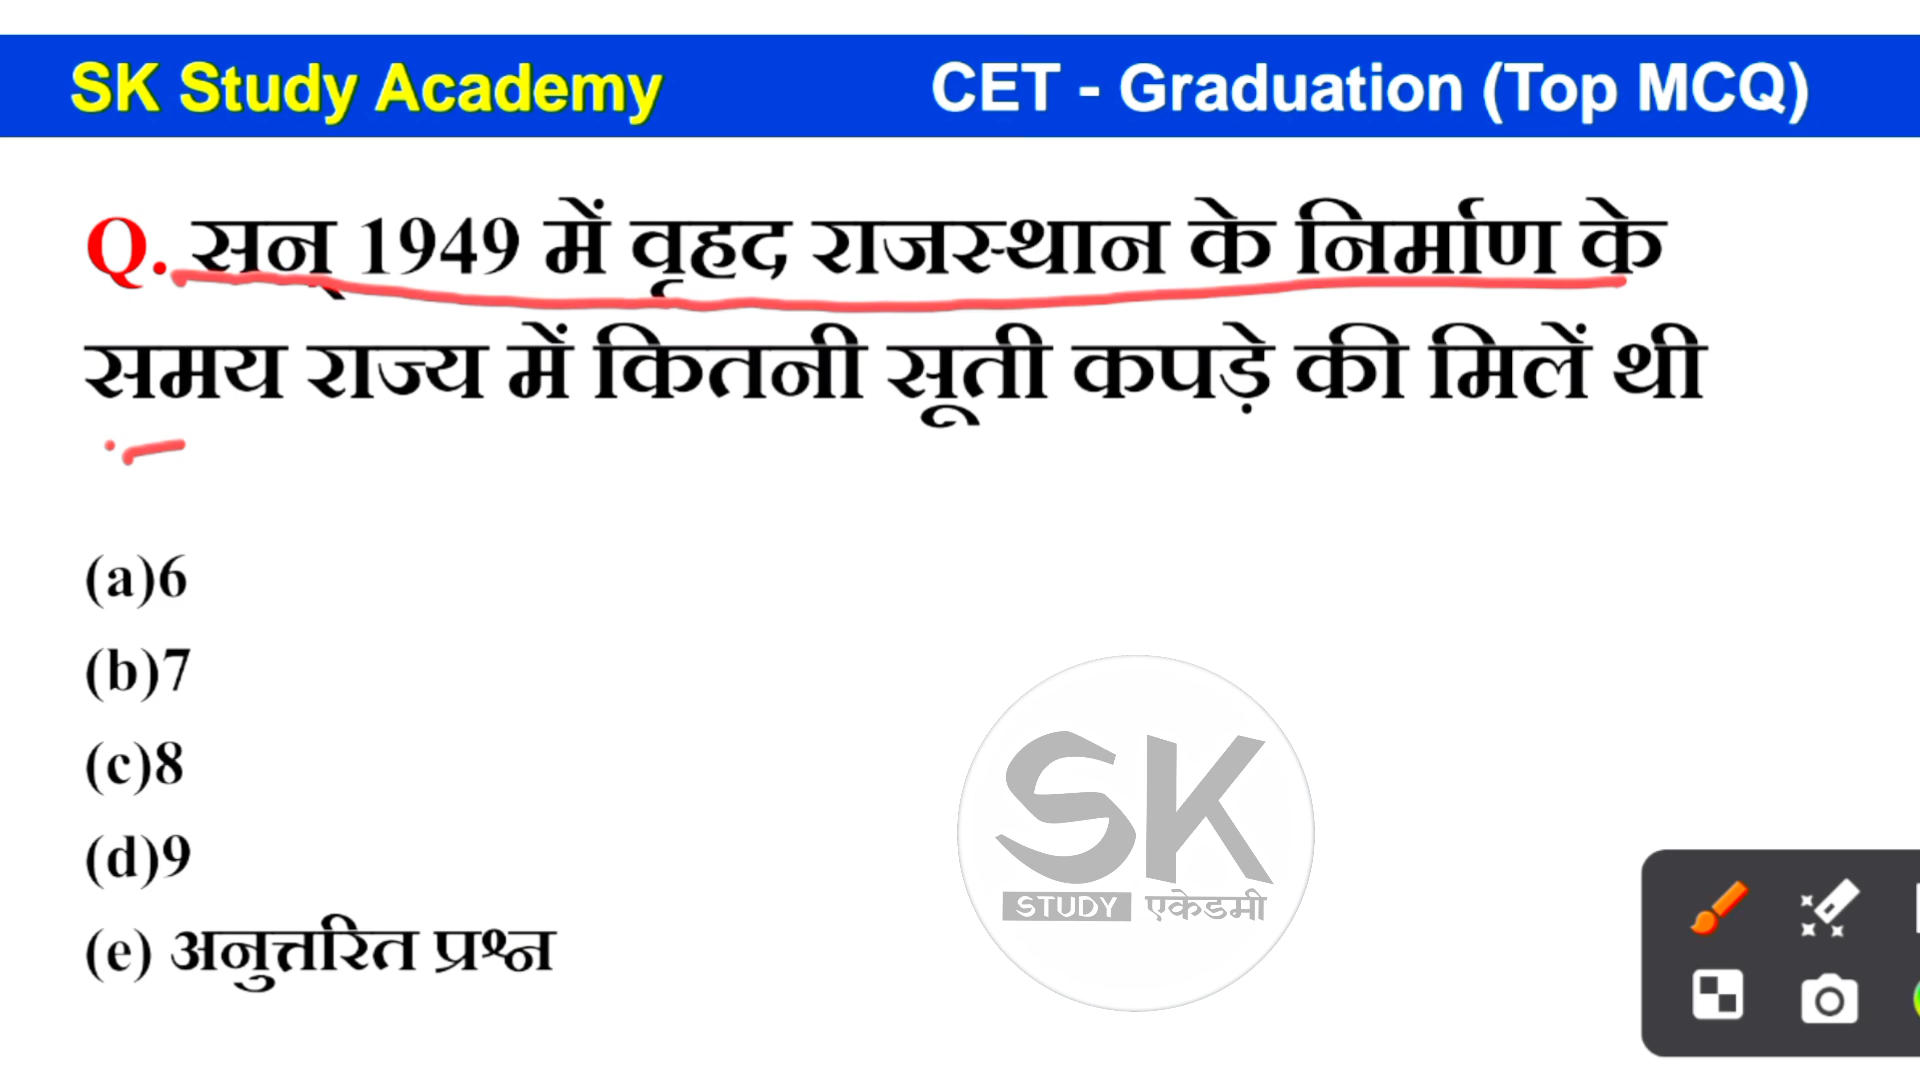 SK Study Academy CET - Graduation (Top MCQ)
Q. सन् 1949 में वृहद राजस्थान के निर्माण के
समय राज्य में कितनी सूती कपड़े की मिलें थी
(a)6
(b)7
(c)8
(d)9
(e) अनुत्तरित प्रश्न
SK
STUDY एकेडमी